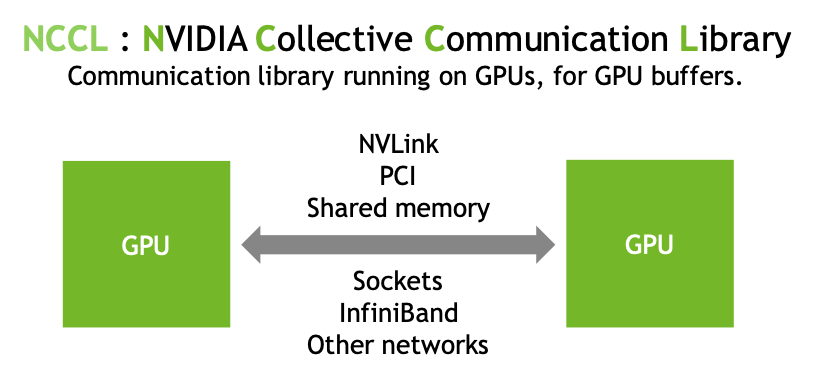 NCCL : NVIDIA Collective Communication Library
Communication library running on GPUs, for GPU buffers.
NVLink
PCI
Shared memory
GPU
GPU
Sockets
InfiniBand
Other networks